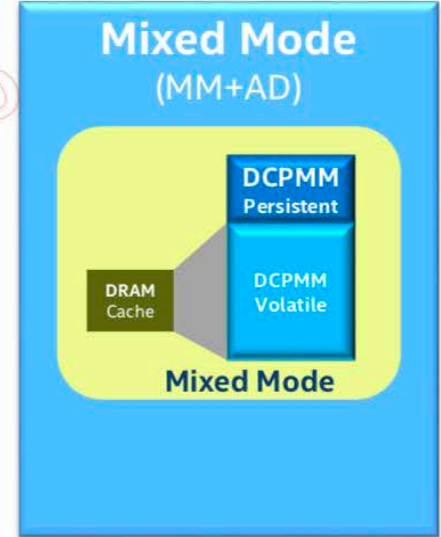 Mixed Mode
(MM+AD)
DCPMM
Persistent
DRAM
Cache
DCPMM
Volatile
Mixed Mode